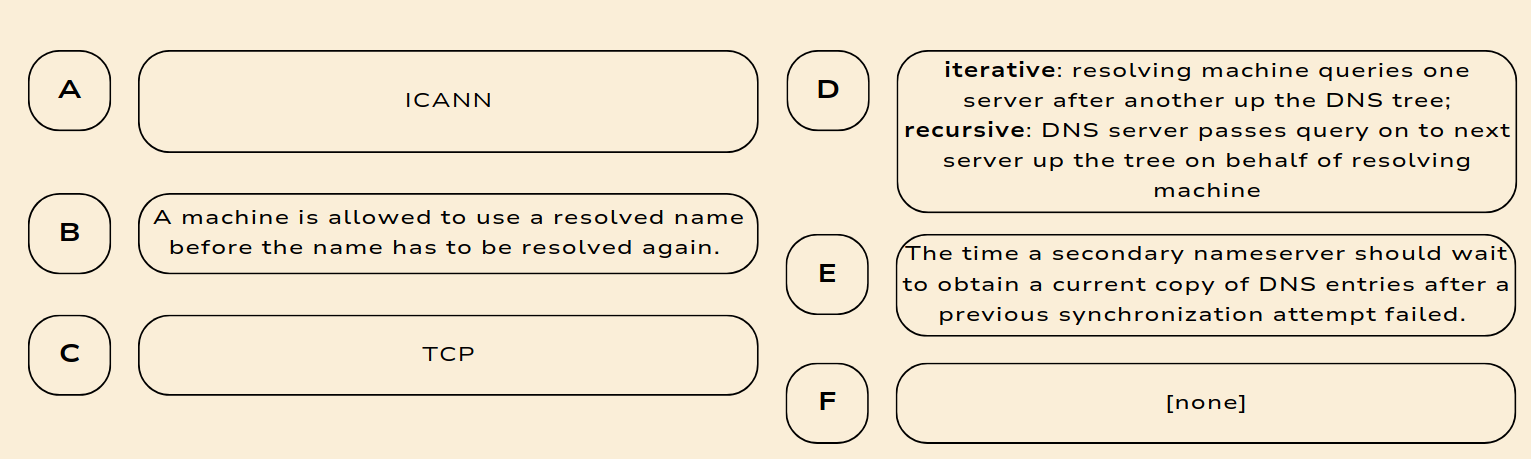 A
ICANN
B
A machine is allowed to use a resolved name
before the name has to be resolved again.
C
TCP
D
iterative: resolving machine queries one
server after another up the DNS tree;
recursive: DNS server passes query on to next
server up the tree on behalf of resolving
machine
E
The time a secondary nameserver should wait
to obtain a current copy of DNS entries after a
previous synchronization attempt failed.
F
[none]